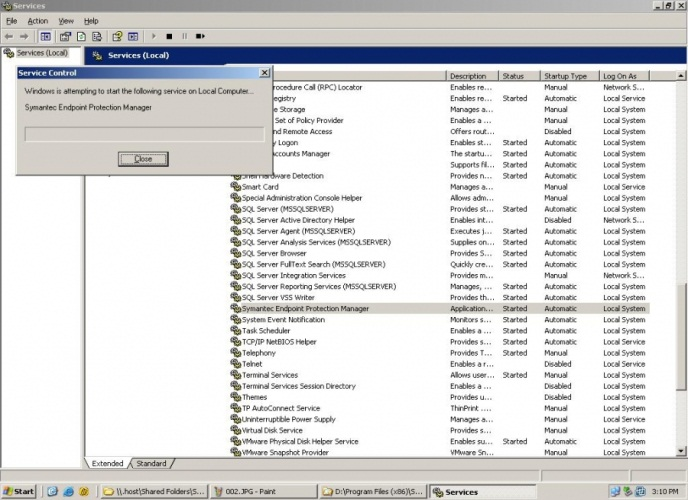 Services
File Action View Help
Services (Local)
Services (Local)
Service Control
Windows is attempting to start the following service on Local Computer...
Symantec Endpoint Protection Manager
Close
Description Status Startup Type Log On As
rocedure Call (RPC) Locator Enables re... Manual Network S...
egistry Enables re... Started Automatic Local Service
e Storage Manages a... Manual Local System
Set of Policy Provider Enables a ... Manual Local System
nd Remote Access Offers rout... Disabled Local System
y Logon Enables st... Started Automatic Local System
ccounts Manager The startu... Started Automatic Local System
Supports fil... Started Automatic Local System
Shell Hardware Detection Provides n... Started Automatic Local System
Smart Card Manages a... Manual Local Service
Special Administration Console Helper Allows adm... Manual Local System
SQL Server (MSSQLSERVER) Provides st... Started Automatic Local System
SQL Server Active Directory Helper Enables int... Disabled Network S...
SQL Server Agent (MSSQLSERVER) Executes j... Started Automatic Local System
SQL Server Analysis Services (MSSQLSERVER) Supplies on... Started Automatic Local System
SQL Server Browser Provides S... Started Automatic Local System
SQL Server FullText Search (MSSQLSERVER) Quickly cre... Started Automatic Local System
SQL Server Integration Services Provides m... Manual Network S...
SQL Server Reporting Services (MSSQLSERVER) Manages, ... Started Automatic Local System
SQL Server VSS Writer Provides th... Started Automatic Local System
Symantec Endpoint Protection Manager Application... Started Automatic Local System
System Event Notification Monitors s... Started Automatic Local System
Task Scheduler Enables a ... Started Automatic Local System
TCP/IP NetBIOS Helper Provides s... Started Automatic Local Service
Telephony Provides T... Started Manual Local System
Telnet Enables a r... Disabled Local Service
Terminal Services Allows user... Started Manual Local System
Terminal Services Session Directory Enables a ... Disabled Local System
Themes Provides u... Disabled Local System
TP AutoConnect Service ThinPrint .... Manual Local System
Uninterruptible Power Supply Manages a... Manual Local Service
Virtual Disk Service Provides s... Manual Local System
VMware Physical Disk Helper Service Enables su... Started Automatic Local System
VMware Snapshot Provider VMware Sn... Manual Local System
Extended Standard
Start \\.host\Shared Folders\S... 002.JPG - Paint D:\Program Files (x86)\S... Services 3:10 PM